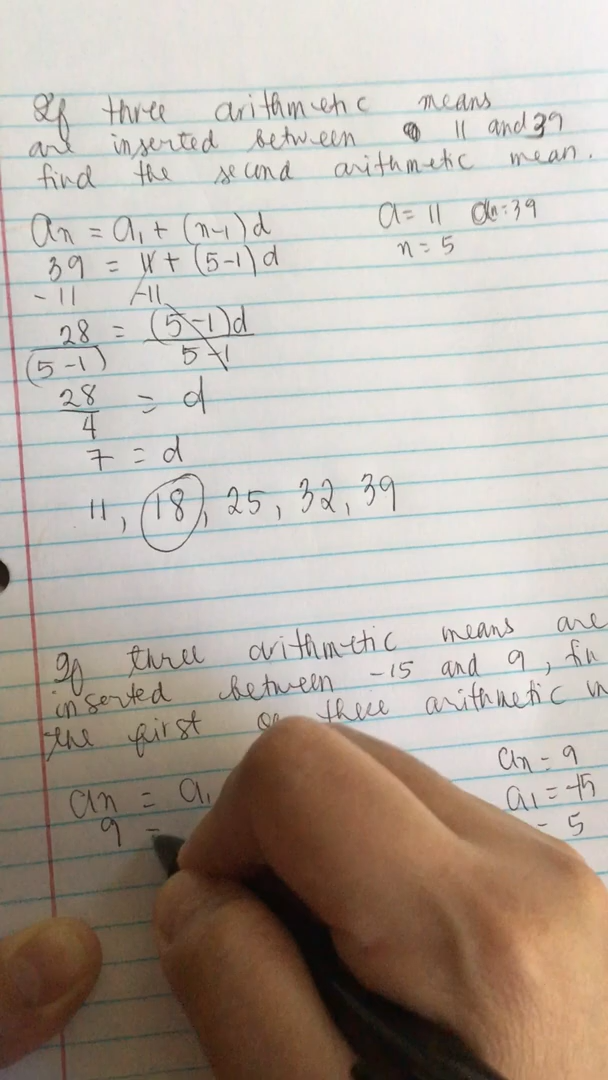 If three arithmetic means
are inserted between 11 and 39
find the second arithmetic mean.
an = a1 + (n-1)d
a = 11 an = 39
39 = 11 + (5-1)d
n = 5
-11 -11
28 = (5-1)d
(5-1) 5-1
28 = d
4
7 = d
11, 18, 25, 32, 39
If three arithmetic means are
inserted between -15 and 9,
the first of these arithmetic
an = 9
an = a1
a1 = -15
9 =
= 5